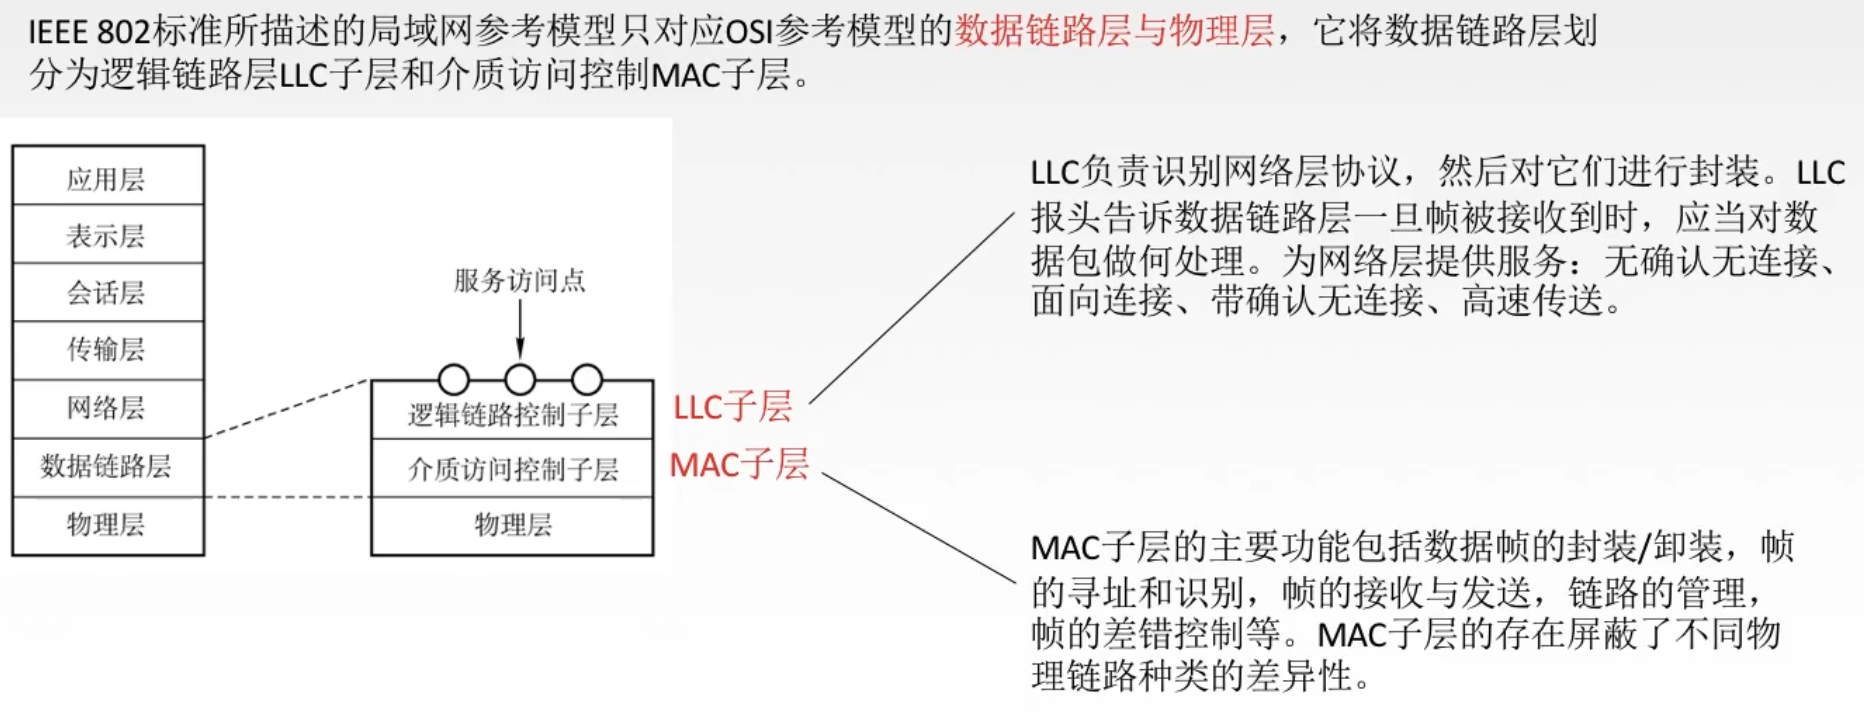 IEEE 802标准所描述的局域网参考模型只对应OSI参考模型的数据链路层与物理层，它将数据链路层划
分为逻辑链路层LLC子层和介质访问控制MAC子层。
应用层
表示层
会话层
传输层
网络层
数据链路层
物理层
服务访问点
逻辑链路控制子层
介质访问控制子层
物理层
LLC子层
MAC子层
LLC负责识别网络层协议，然后对它们进行封装。LLC
报头告诉数据链路层一旦帧被接收到时，应当对数
据包做何处理。为网络层提供服务：无确认无连接、
面向连接、带确认无连接、高速传送。
MAC子层的主要功能包括数据帧的封装/卸装，帧
的寻址和识别，帧的接收与发送，链路的管理，
帧的差错控制等。MAC子层的存在屏蔽了不同物
理链路种类的差异性。